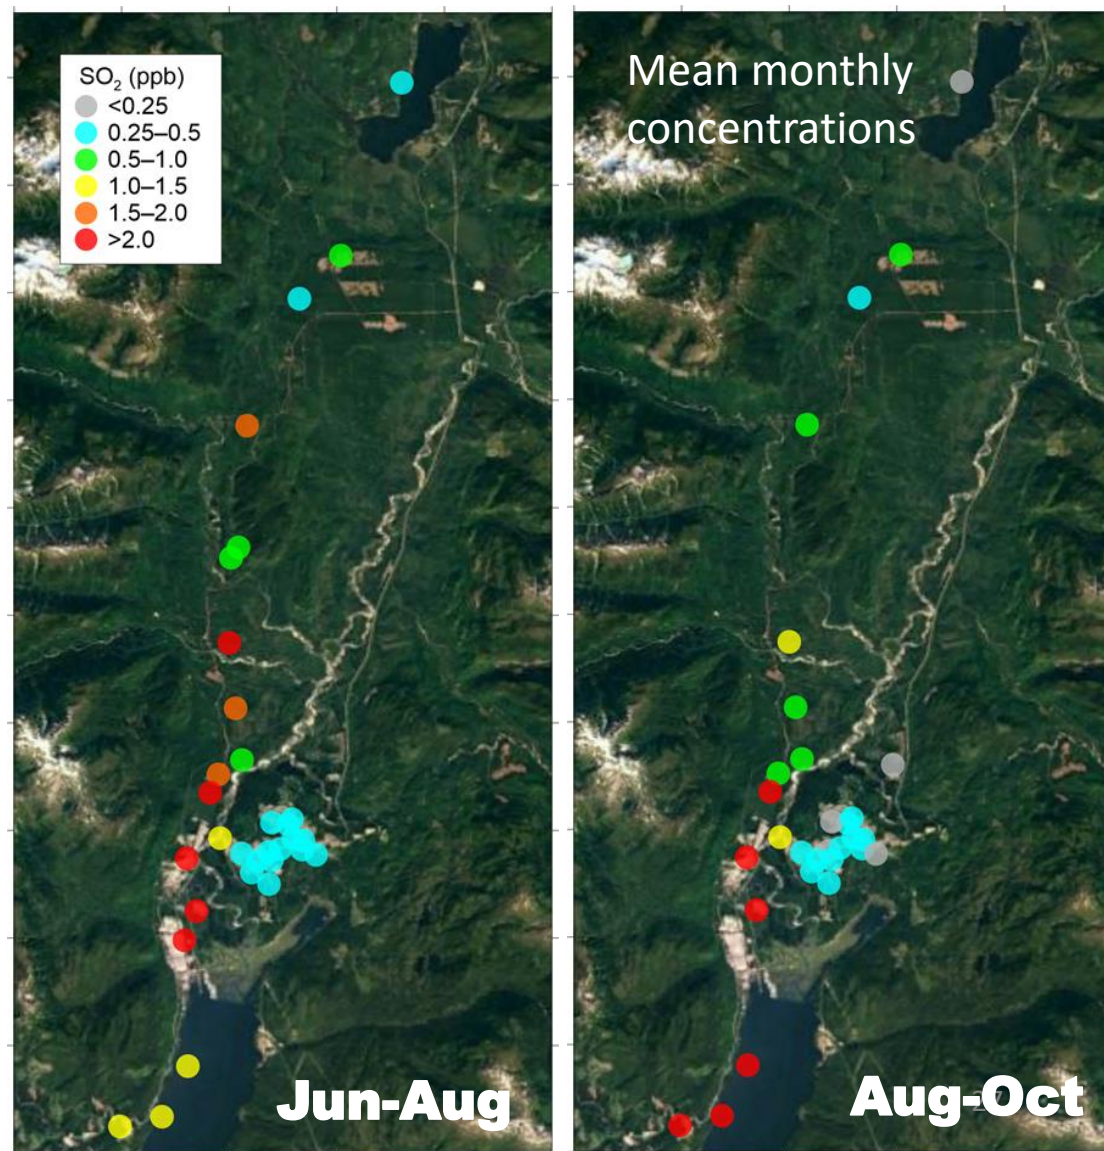 SO₂ (ppb)
<0.25
0.25–0.5
0.5–1.0
1.0–1.5
1.5–2.0
>2.0
Mean monthly
concentrations
Jun-Aug
Aug-Oct
27